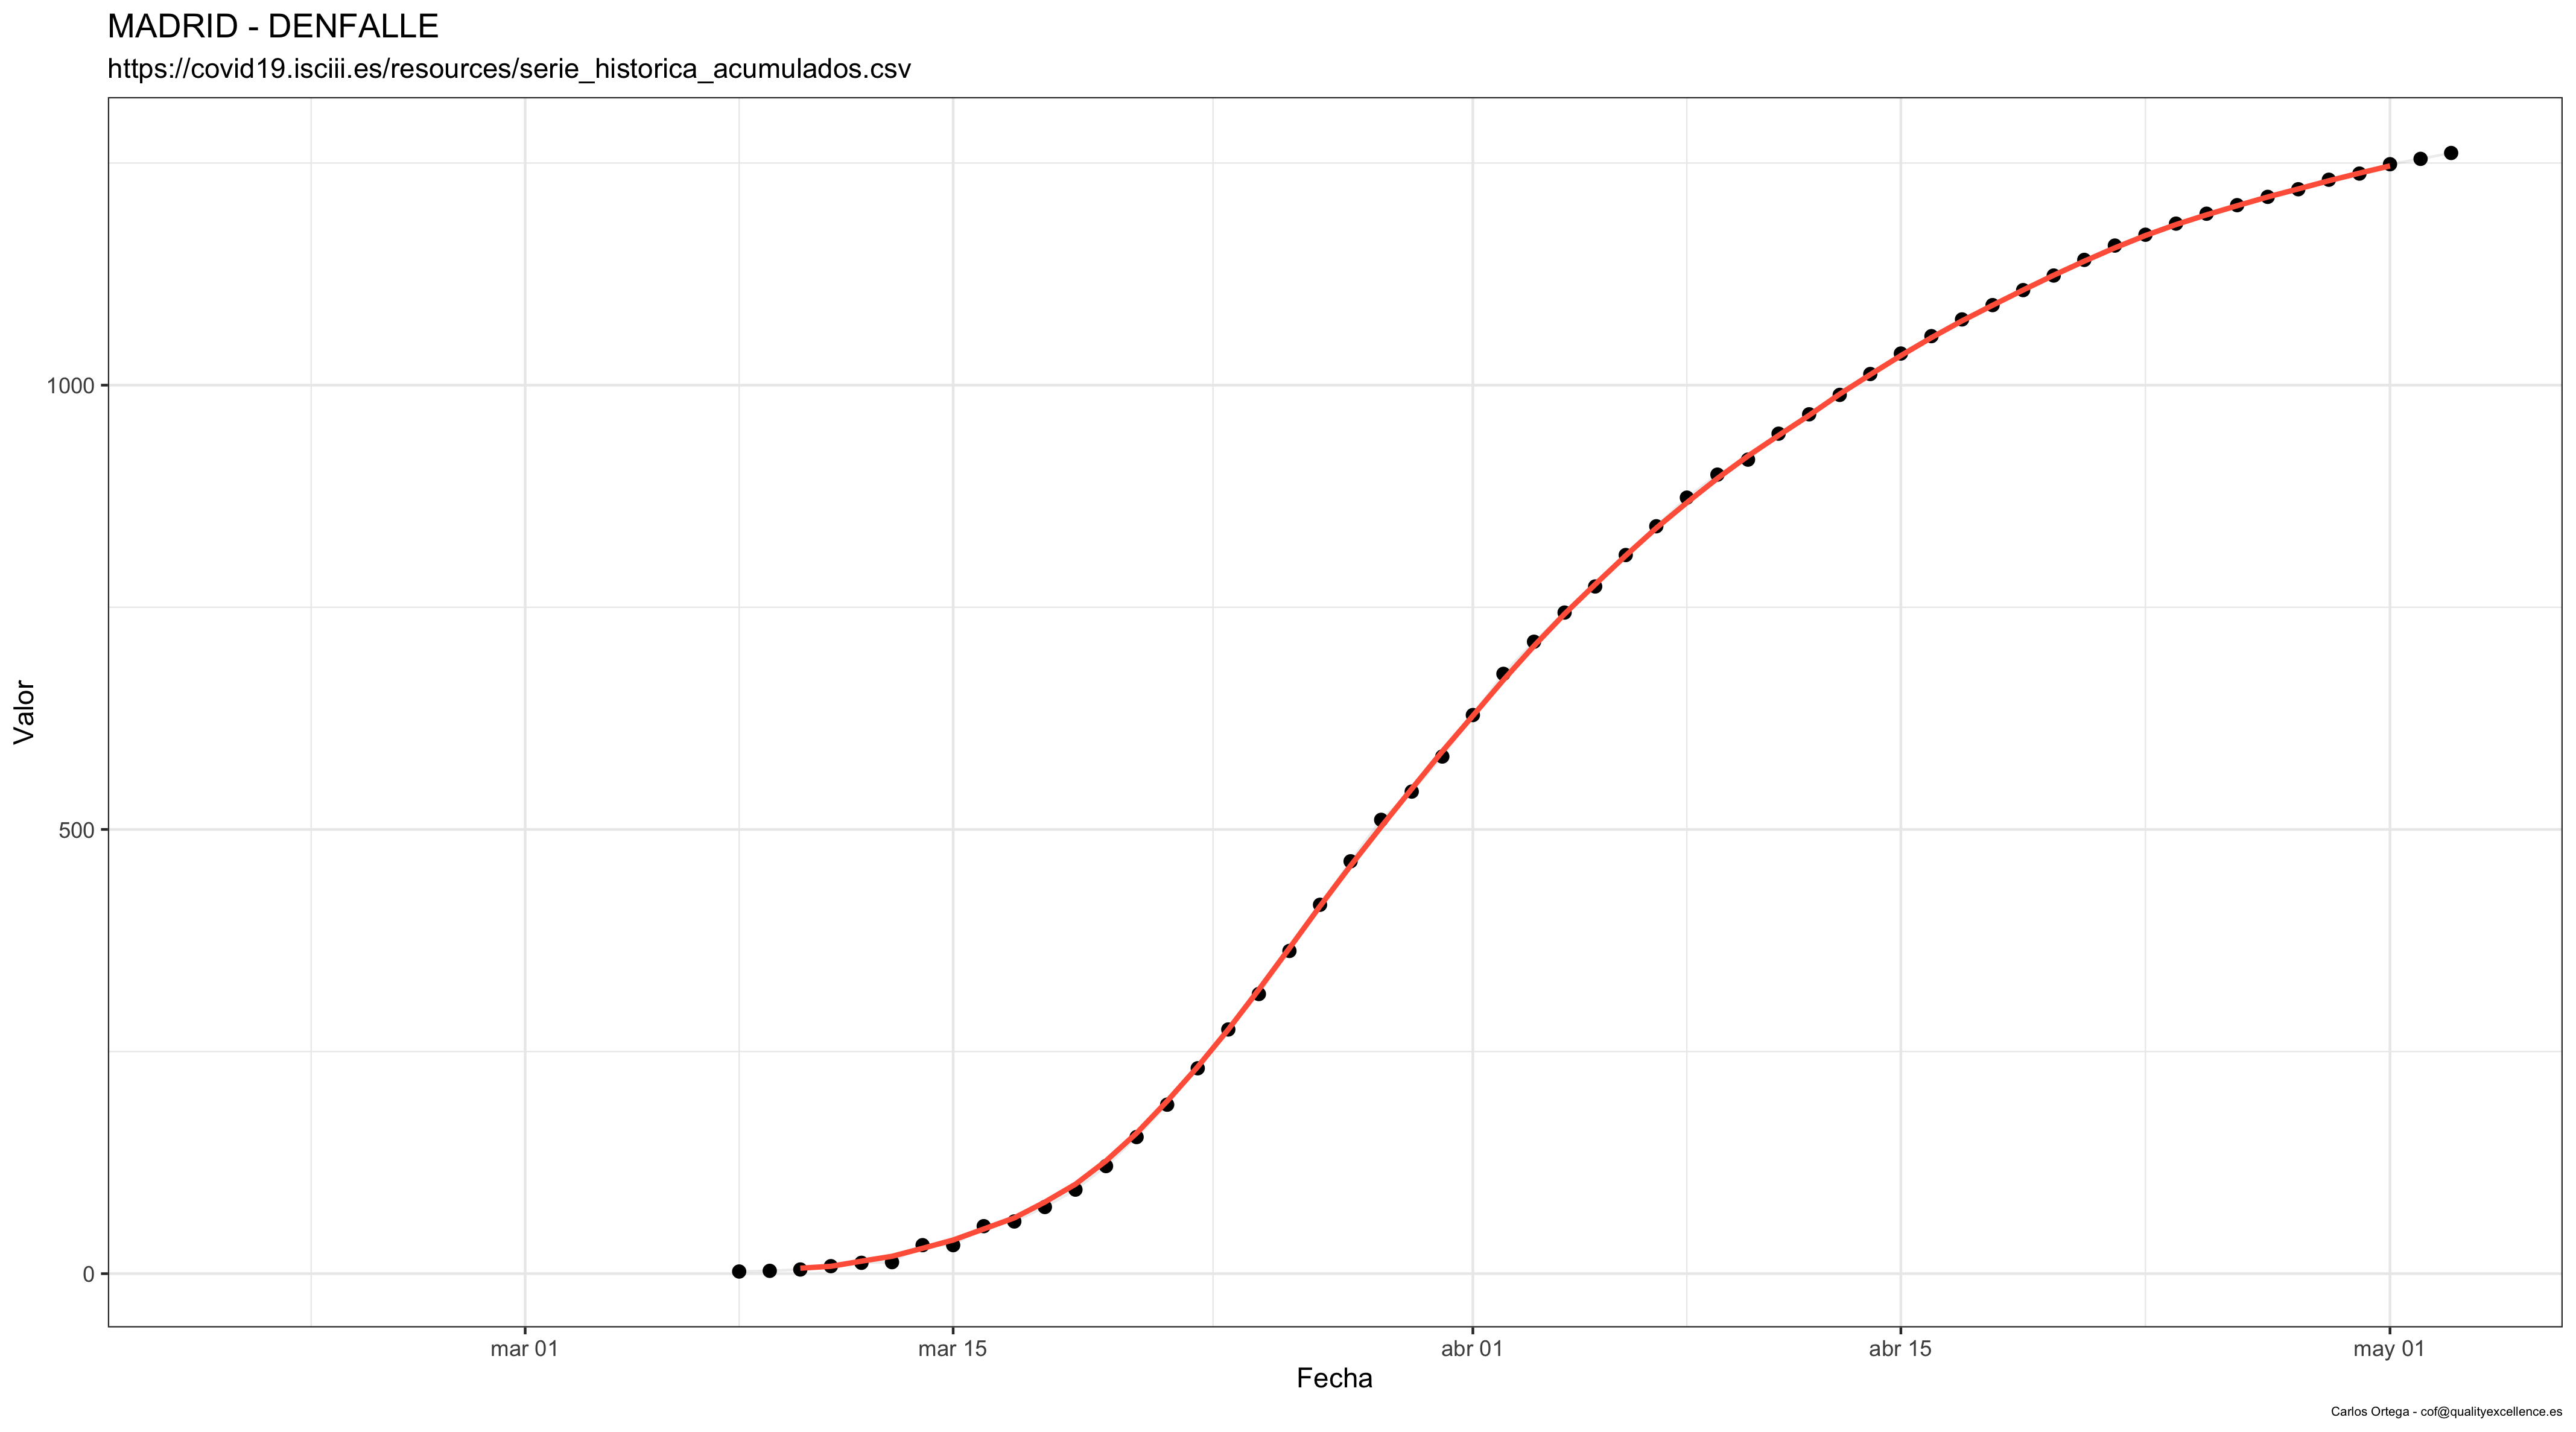 MADRID - DENFALLE
https://covid19.isciii.es/resources/serie_historica_acumulados.csv
1000
500
0
Valor
mar 01
mar 15
abr 01
abr 15
may 01
Fecha
Carlos Ortega - cof@qualityexcellence.es